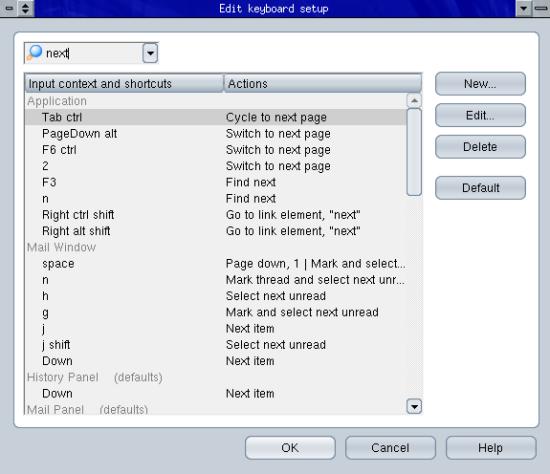 Edit keyboard setup
next
Input context and shortcuts Actions
Application
Tab ctrl Cycle to next page
PageDown alt Switch to next page
F6 ctrl Switch to next page
2 Switch to next page
F3 Find next
n Find next
Right ctrl shift Go to link element, "next"
Right alt shift Go to link element, "next"
Mail Window
space Page down, 1 | Mark and select...
n Mark thread and select next unr...
h Select next unread
g Mark and select next unread
j Next item
j shift Select next unread
Down Next item
History Panel (defaults)
Down Next item
Mail Panel (defaults)
New...
Edit...
Delete
Default
OK Cancel Help